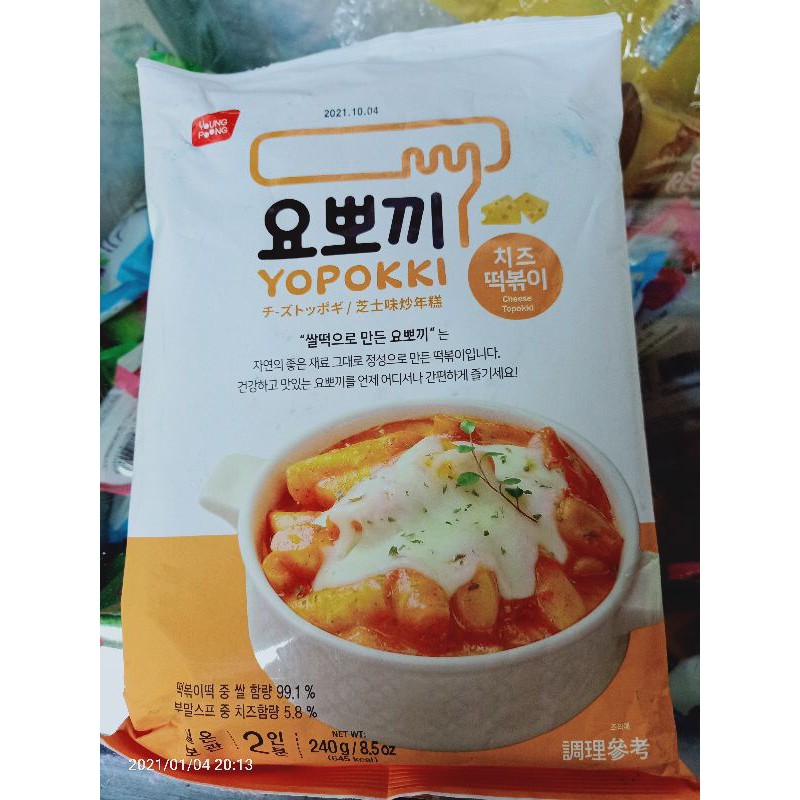 YOUNG
POONG
2021.10.04
요뽀끼
YOPOKKI
チーズトッポギ / 芝士味炒年糕
치즈
떡볶이
Cheese
Topokki
"쌀떡으로 만든 요뽀끼"는
자연의 좋은 재료 그대로 정성으로 만든 떡볶이입니다.
건강하고 맛있는 요뽀끼를 언제 어디서나 간편하게 즐기세요!
떡볶이떡 중 쌀 함량 99.1 %
부말스프 중 치즈함량 5.8 %
2인분
NET WT:
240g / 8.5oz
(645 kcal)
조리예
調理參考
2021/01/04 20:13